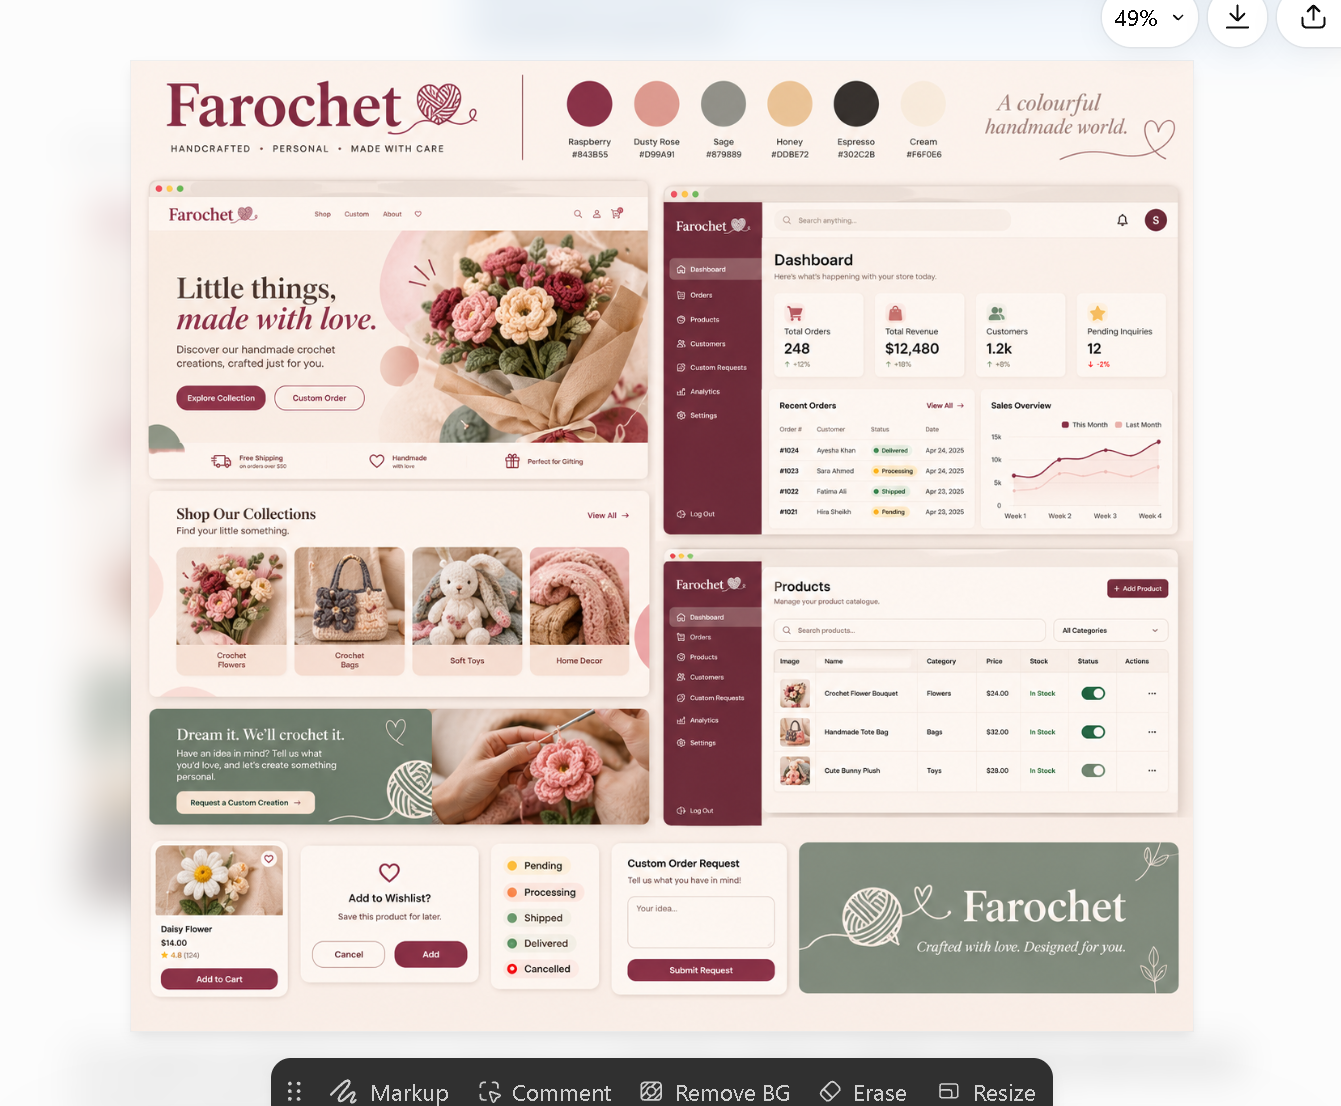 49%
Farochet
HANDCRAFTED • PERSONAL • MADE WITH CARE
Raspberry
#843B55
Dusty Rose
#D99A91
Sage
#879889
Honey
#DDBE72
Espresso
#302C2B
Cream
#F6F0E6
A colourful
handmade world.
Farochet
Shop Custom About
Little things,
made with love.
Discover our handmade crochet
creations, crafted just for you.
Explore Collection
Custom Order
Free Shipping
on orders over $50
Handmade
with love
Perfect for Gifting
Shop Our Collections
Find your little something.
View All →
Crochet
Flowers
Crochet
Bags
Soft Toys
Home Decor
Dream it. We'll crochet it.
Have an idea in mind? Tell us what
you'd love, and let's create something
personal.
Request a Custom Creation →
Farochet
Dashboard
Orders
Products
Customers
Custom Requests
Analytics
Settings
Log Out
Search anything...
S
Dashboard
Here's what's happening with your store today.
Total Orders
248
↑ +12%
Total Revenue
$12,480
↑ +18%
Customers
1.2k
↑ +8%
Pending Inquiries
12
↓ -2%
Recent Orders
View All →
Order # Customer Status Date
#1024 Ayesha Khan Delivered Apr 24, 2025
#1023 Sara Ahmed Processing Apr 24, 2025
#1022 Fatima Ali Shipped Apr 23, 2025
#1021 Hira Sheikh Pending Apr 23, 2025
Sales Overview
This Month Last Month
15k
10k
5k
0
Week 1 Week 2 Week 3 Week 4
Farochet
Dashboard
Orders
Products
Customers
Custom Requests
Analytics
Settings
Log Out
Products
Manage your product catalogue.
+ Add Product
Search products...
All Categories
Image Name Category Price Stock Status Actions
Crochet Flower Bouquet Flowers $24.00 In Stock ...
Handmade Tote Bag Bags $32.00 In Stock ...
Cute Bunny Plush Toys $28.00 In Stock ...
Daisy Flower
$14.00
4.8 (124)
Add to Cart
Add to Wishlist?
Save this product for later.
Cancel
Add
Pending
Processing
Shipped
Delivered
Cancelled
Custom Order Request
Tell us what you have in mind!
Your idea...
Submit Request
Farochet
Crafted with love. Designed for you.
Markup
Comment
Remove BG
Erase
Resize